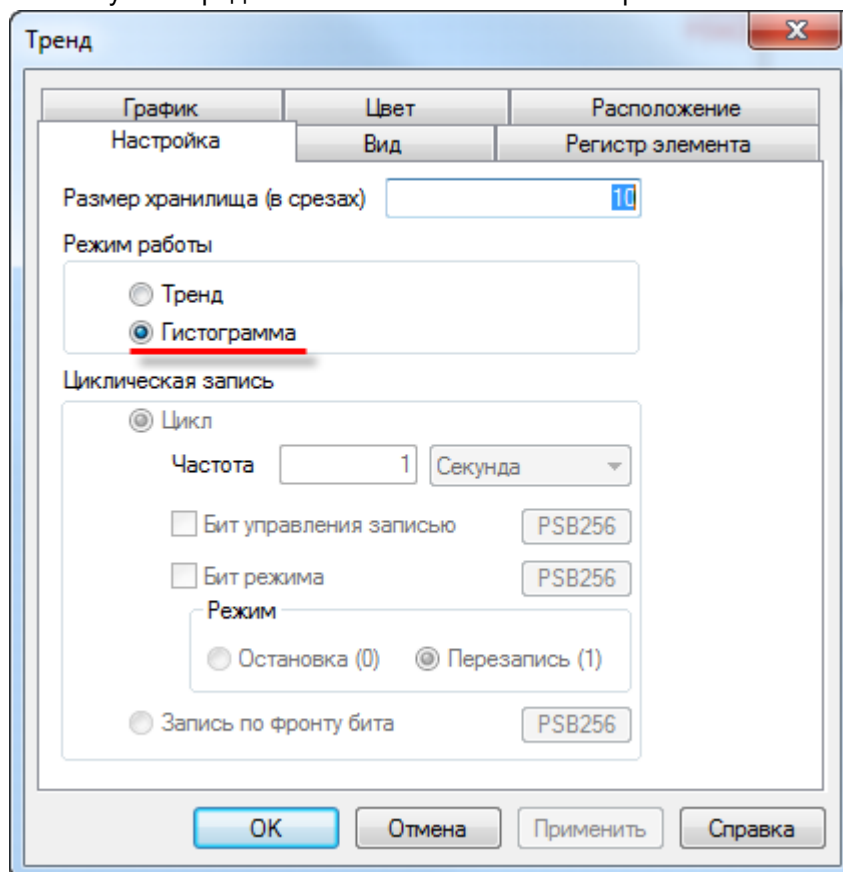 Тренд
График Цвет Расположение
Настройка Вид Регистр элемента
Размер хранилища (в срезах) 10
Режим работы
Тренд
Гистограмма
Циклическая запись
Цикл
Частота 1 Секунда
Бит управления записью PSB256
Бит режима PSB256
Режим
Остановка (0) Перезапись (1)
Запись по фронту бита PSB256
OK Отмена Применить Справка